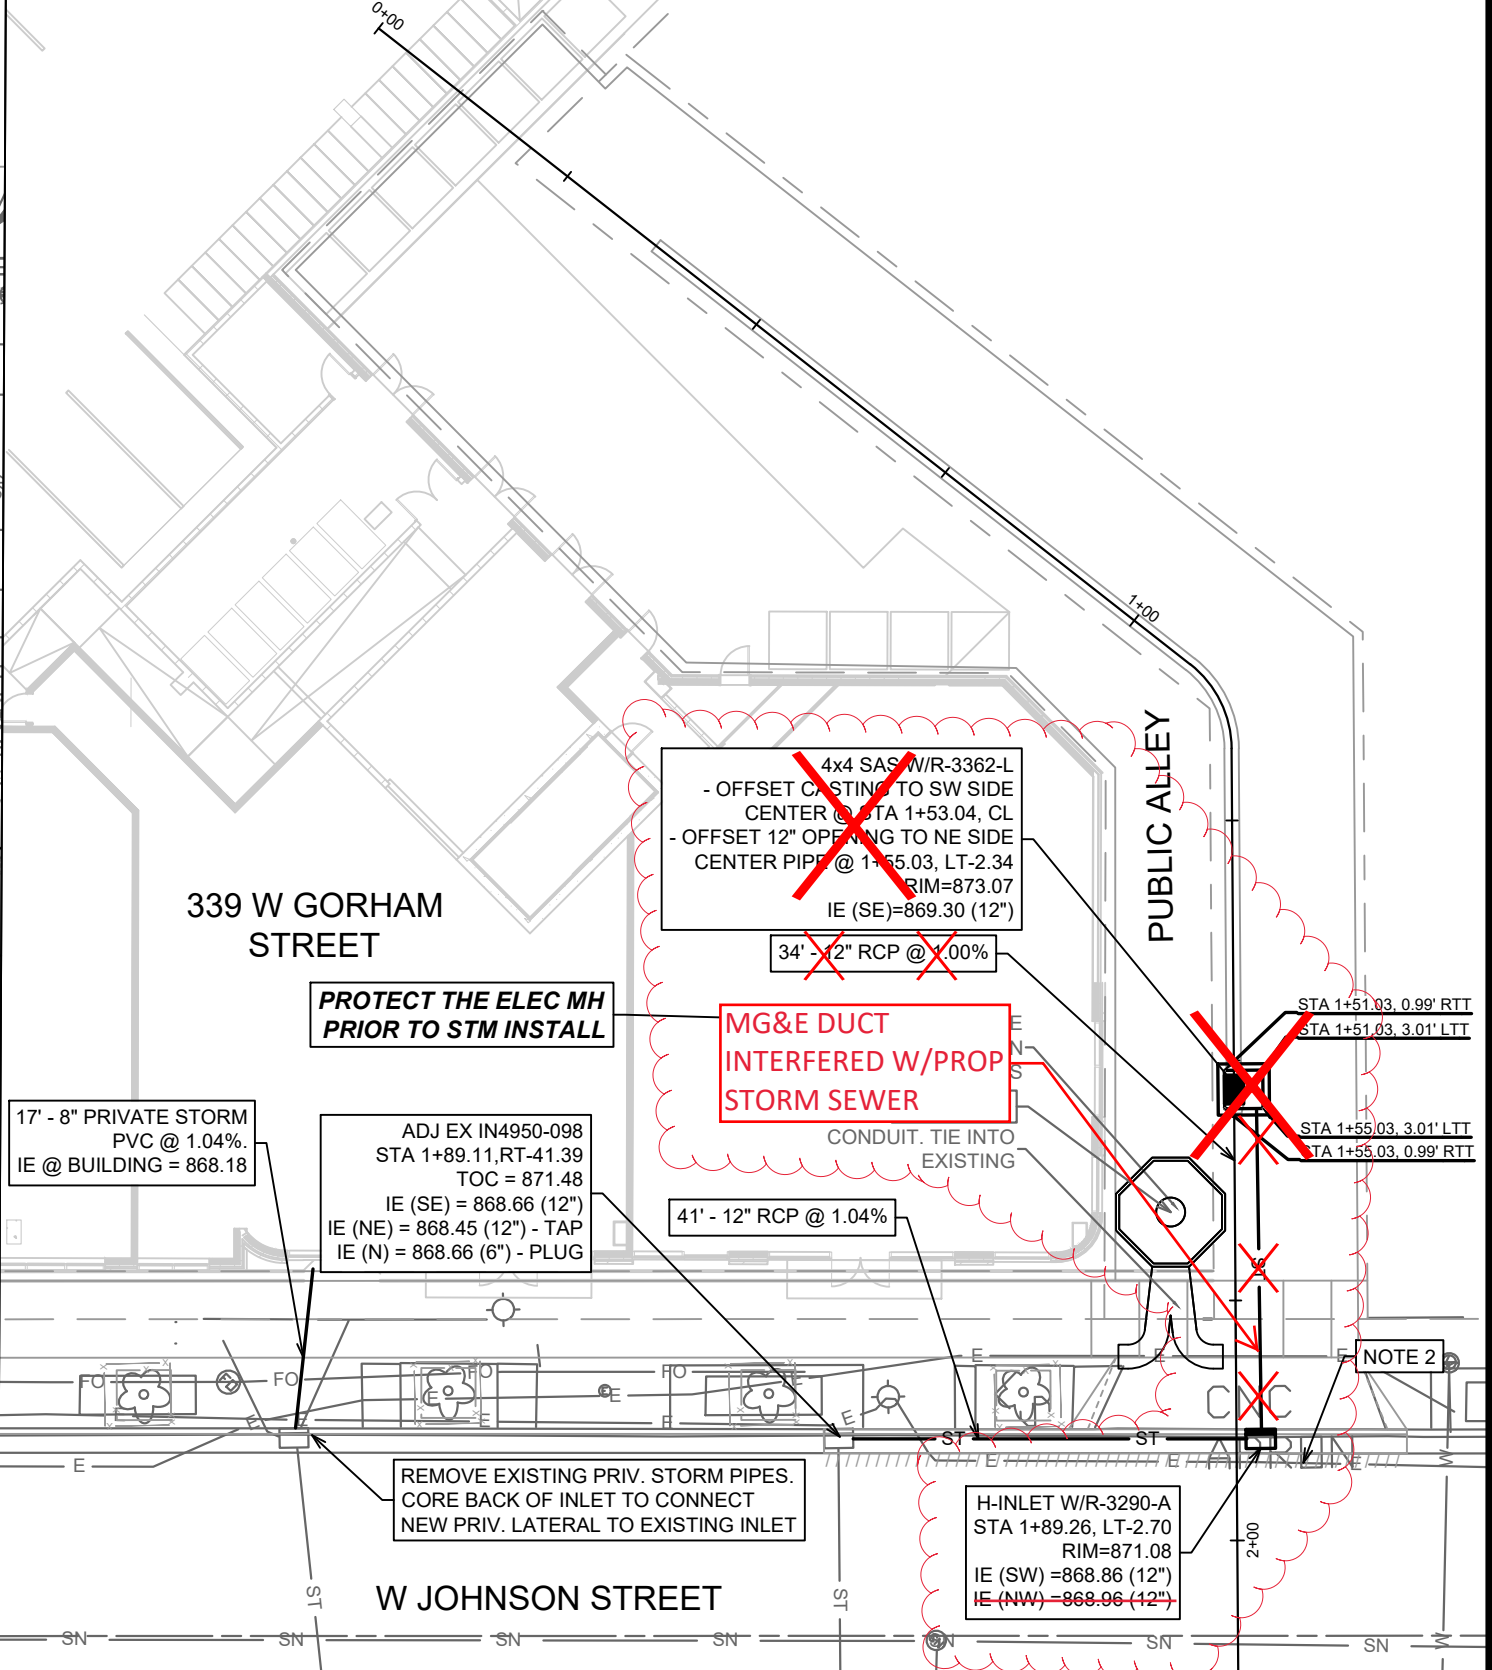 0+00
1+00
PUBLIC ALLEY
4x4 SAS W/R-3362-L
- OFFSET CASTING TO SW SIDE
CENTER @ STA 1+53.04, CL
- OFFSET 12" OPENING TO NE SIDE
CENTER PIPE @ 1+55.03, LT-2.34
RIM=873.07
IE (SE)=869.30 (12")
34' - 12" RCP @ 1.00%
339 W GORHAM
STREET
PROTECT THE ELEC MH
PRIOR TO STM INSTALL
MG&E DUCT
INTERFERED W/PROP
STORM SEWER
E
N
S
CONDUIT. TIE INTO
EXISTING
STA 1+51.03, 0.99' RTT
STA 1+51.03, 3.01' LTT
STA 1+55.03, 3.01' LTT
STA 1+55.03, 0.99' RTT
17' - 8" PRIVATE STORM
PVC @ 1.04%.
IE @ BUILDING = 868.18
ADJ EX IN4950-098
STA 1+89.11,RT-41.39
TOC = 871.48
IE (SE) = 868.66 (12")
IE (NE) = 868.45 (12") - TAP
IE (N) = 868.66 (6") - PLUG
41' - 12" RCP @ 1.04%
NOTE 2
FO
FO
FO
FO
E
E
E
E
E
E
E
E
E
E
ST
ST
E
E
E
REMOVE EXISTING PRIV. STORM PIPES.
CORE BACK OF INLET TO CONNECT
NEW PRIV. LATERAL TO EXISTING INLET
H-INLET W/R-3290-A
STA 1+89.26, LT-2.70
RIM=871.08
IE (SW) =868.86 (12")
IE (NW) =868.96 (12")
2+00
ST
ST
W JOHNSON STREET
SN
SN
SN
SN
SN
SN
W
W